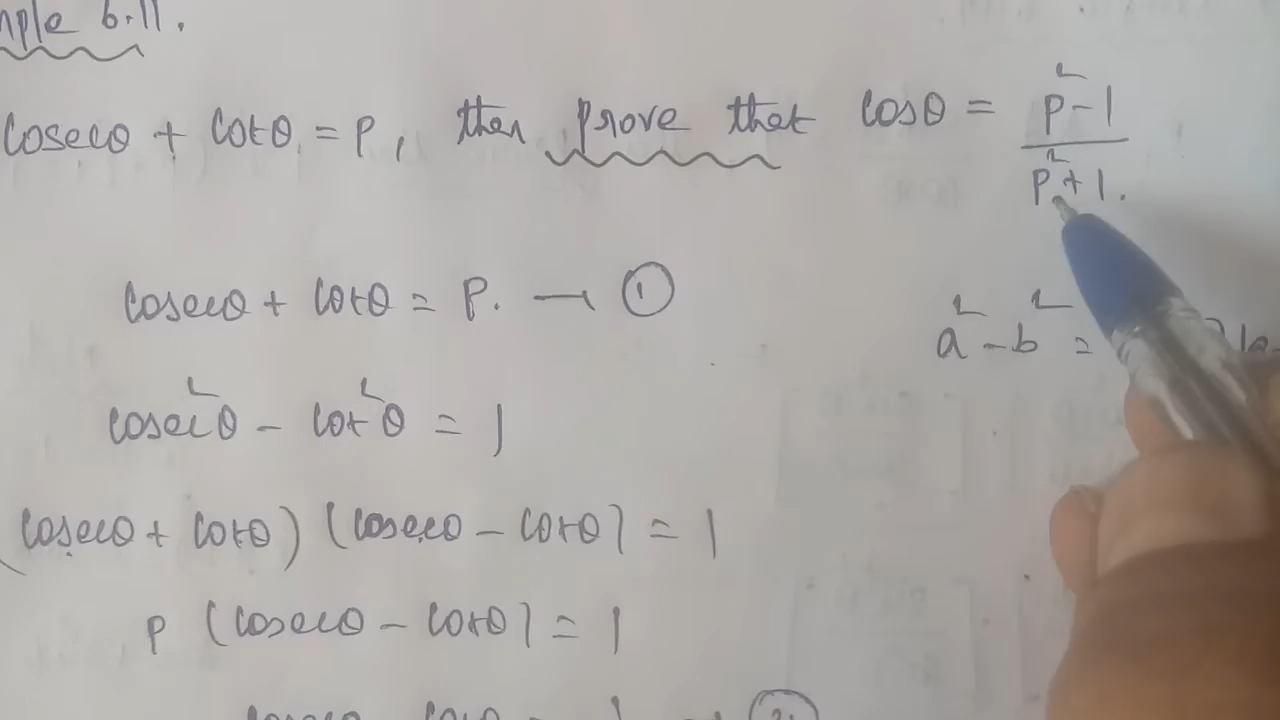 mple 6.11.
Cosecθ + Cotθ = P, then prove that Cosθ = P² - 1 / P² + 1.
Cosecθ + Cotθ = P. → ①
a² - b² =
Cosec²θ - Cot²θ = 1
(Cosecθ + Cotθ) (Cosecθ - Cotθ) = 1
P (Cosecθ - Cotθ) = 1